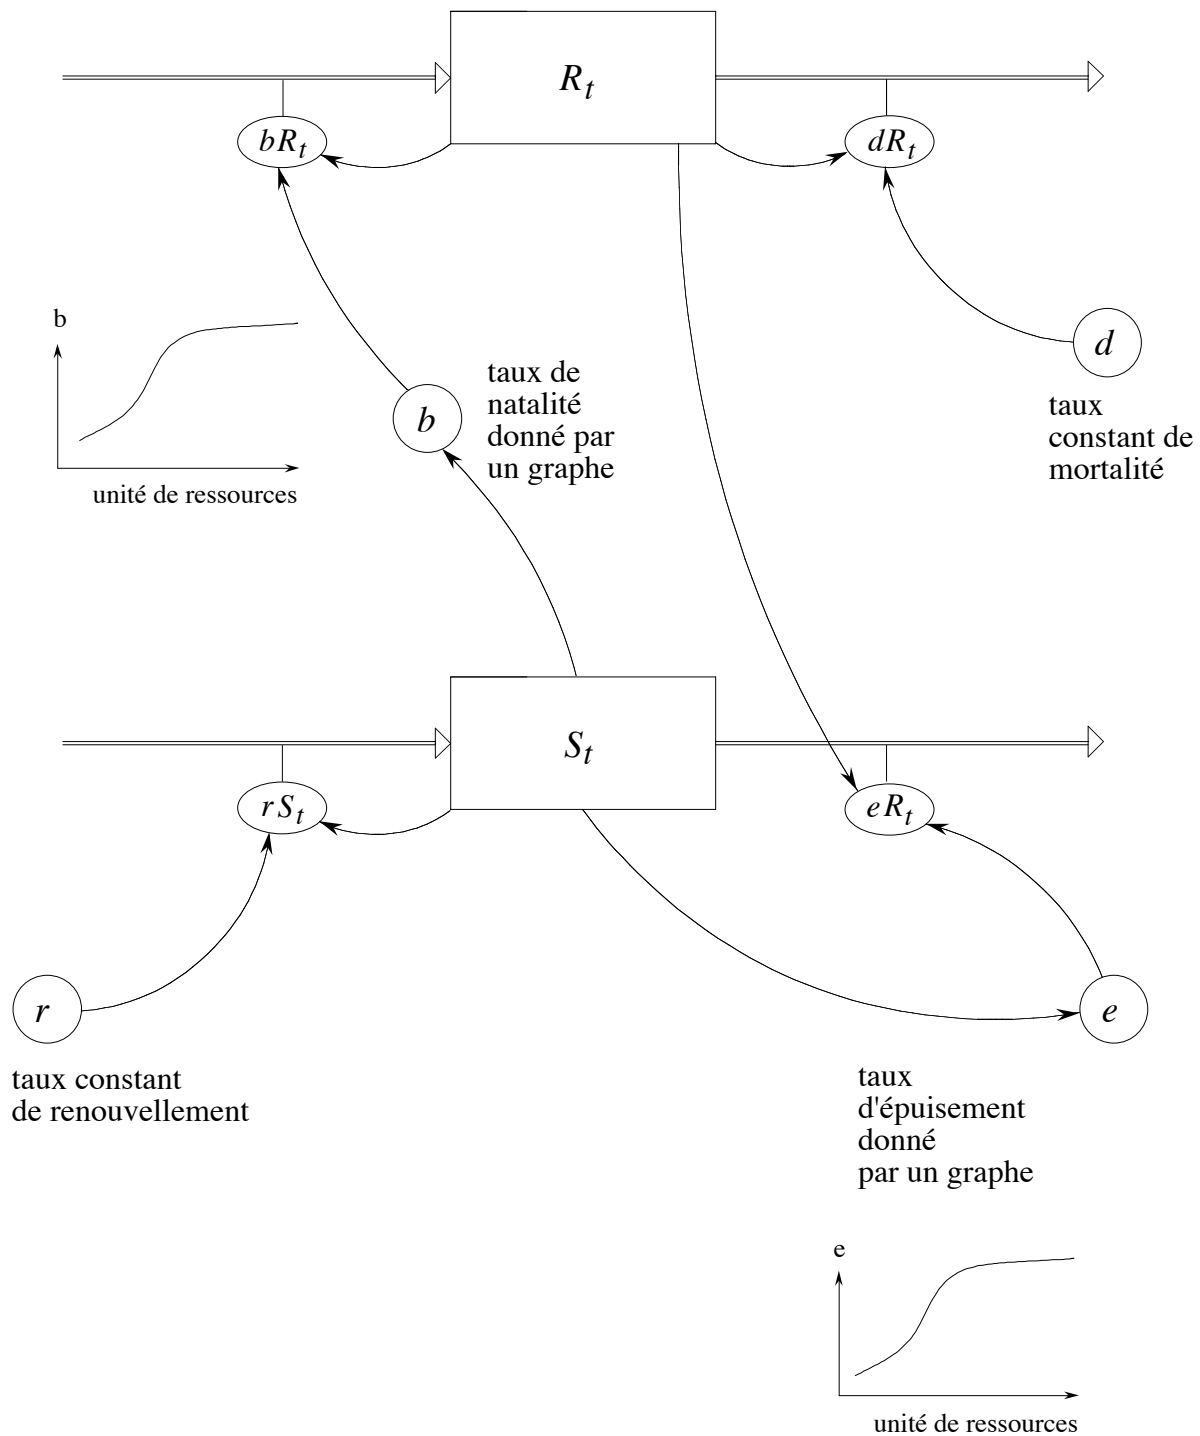 R_t
bR_t
dR_t
b
d
taux de
natalité
donné par
un graphe
b
taux
constant de
mortalité
unité de ressources
S_t
rS_t
eR_t
r
e
taux constant
de renouvellement
taux
d'épuisement
donné
par un graphe
e
unité de ressources